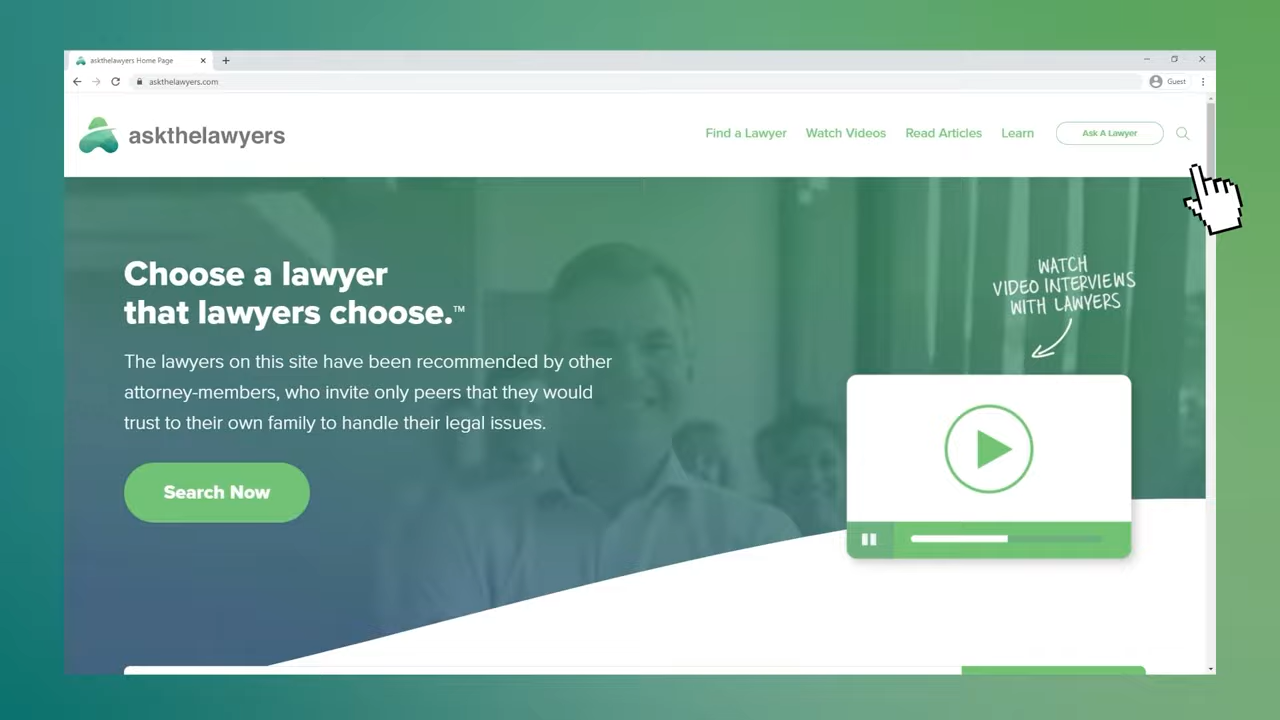 askthelawyers Home Page
askthelawyers.com
Guest
askthelawyers
Find a Lawyer
Watch Videos
Read Articles
Learn
Ask A Lawyer
Choose a lawyer
that lawyers choose.™
WATCH
VIDEO INTERVIEWS
WITH LAWYERS
The lawyers on this site have been recommended by other
attorney-members, who invite only peers that they would
trust to their own family to handle their legal issues.
Search Now